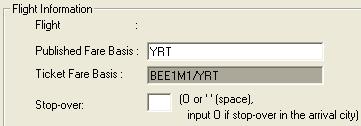 Flight Information
Flight :
Published Fare Basis : YRT
Ticket Fare Basis : BEE1M1/YRT
Stop-over: (O or ' ' (space),
input O if stop-over in the arrival city)